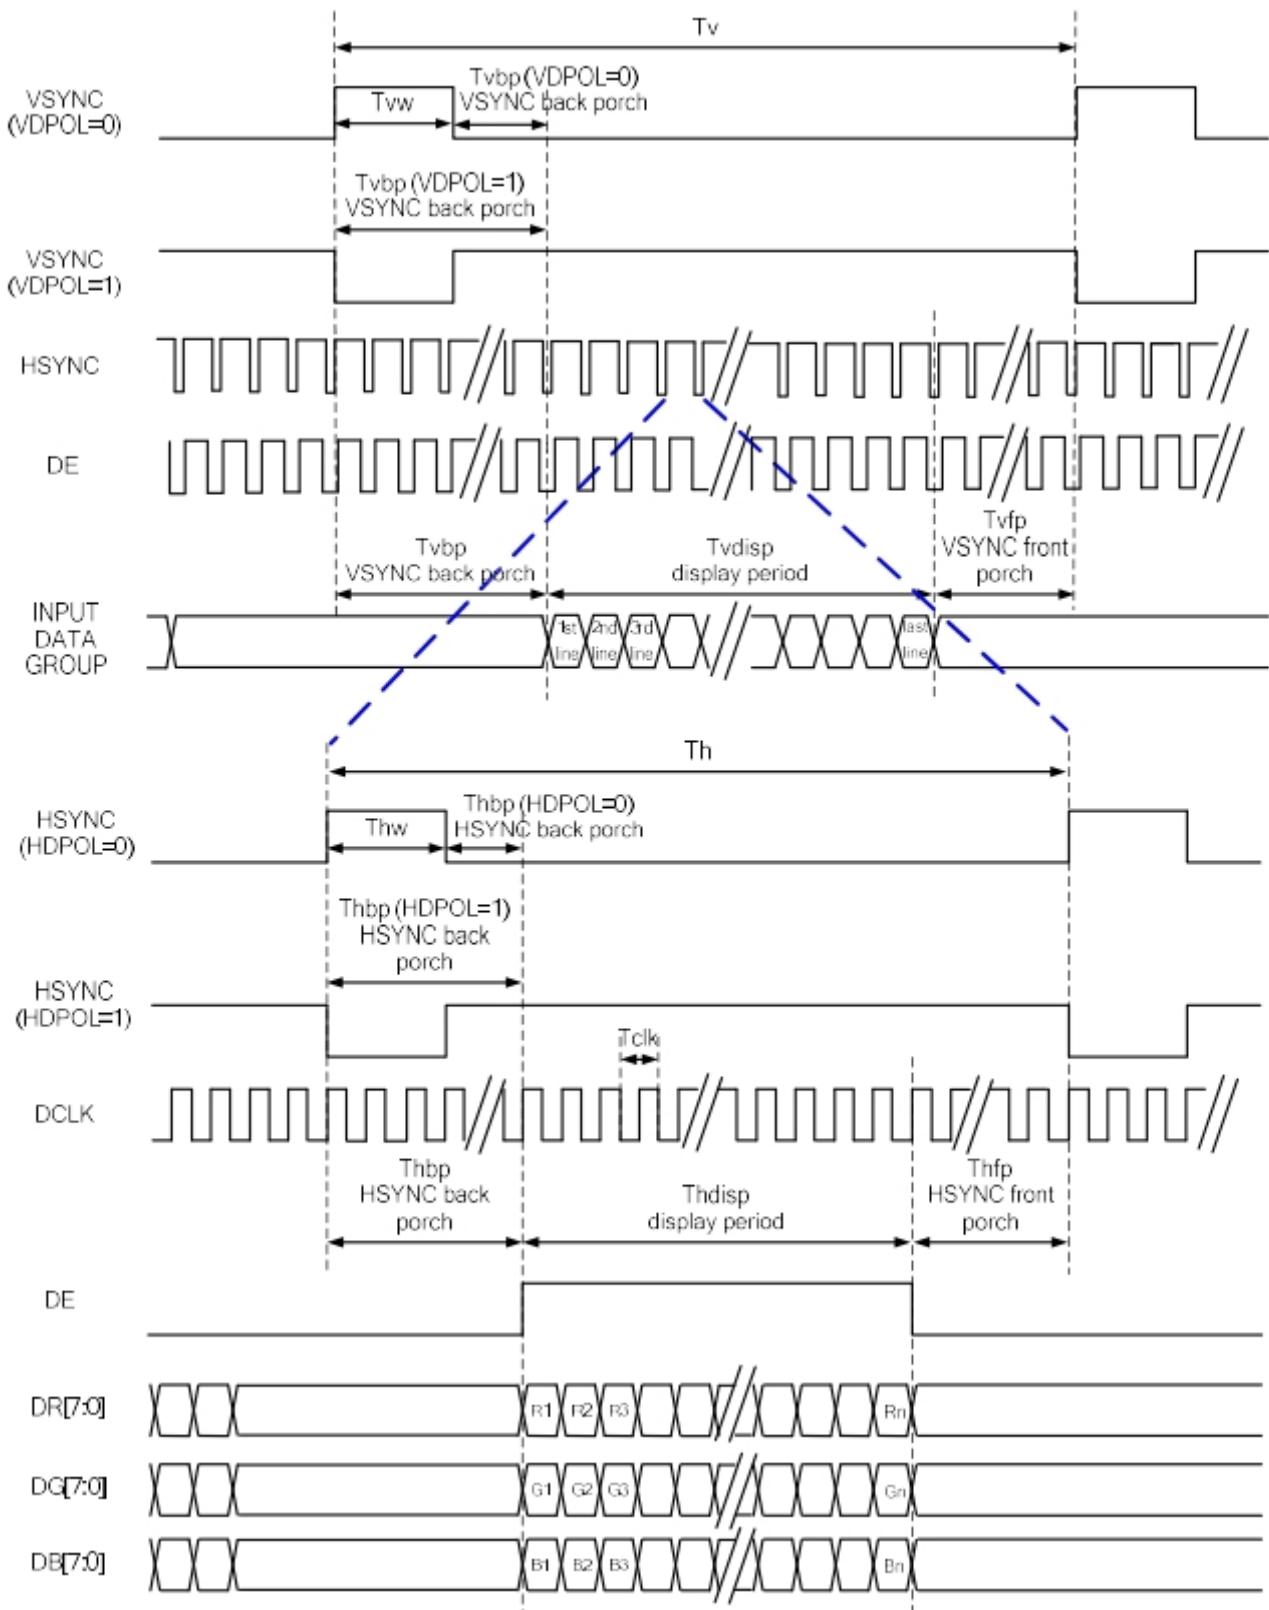 Tv
Tvbp (VDPOL=0)
VSYNC back porch
VSYNC
(VDPOL=0)
Tvw
Tvbp (VDPOL=1)
VSYNC back porch
VSYNC
(VDPOL=1)
HSYNC
DE
Tvbp
VSYNC back porch
Tvdisp
display period
Tvfp
VSYNC front
porch
INPUT
DATA
GROUP
1st
line
2nd
line
3rd
line
last
line
Th
Thbp (HDPOL=0)
HSYNC back porch
HSYNC
(HDPOL=0)
Thw
Thbp (HDPOL=1)
HSYNC back
porch
HSYNC
(HDPOL=1)
Tclk
DCLK
Thbp
HSYNC back
porch
Thdisp
display period
Thfp
HSYNC front
porch
DE
DR[7:0]
R1 R2 R3 Rn
DG[7:0]
G1 G2 G3 Gn
DB[7:0]
B1 B2 B3 Bn